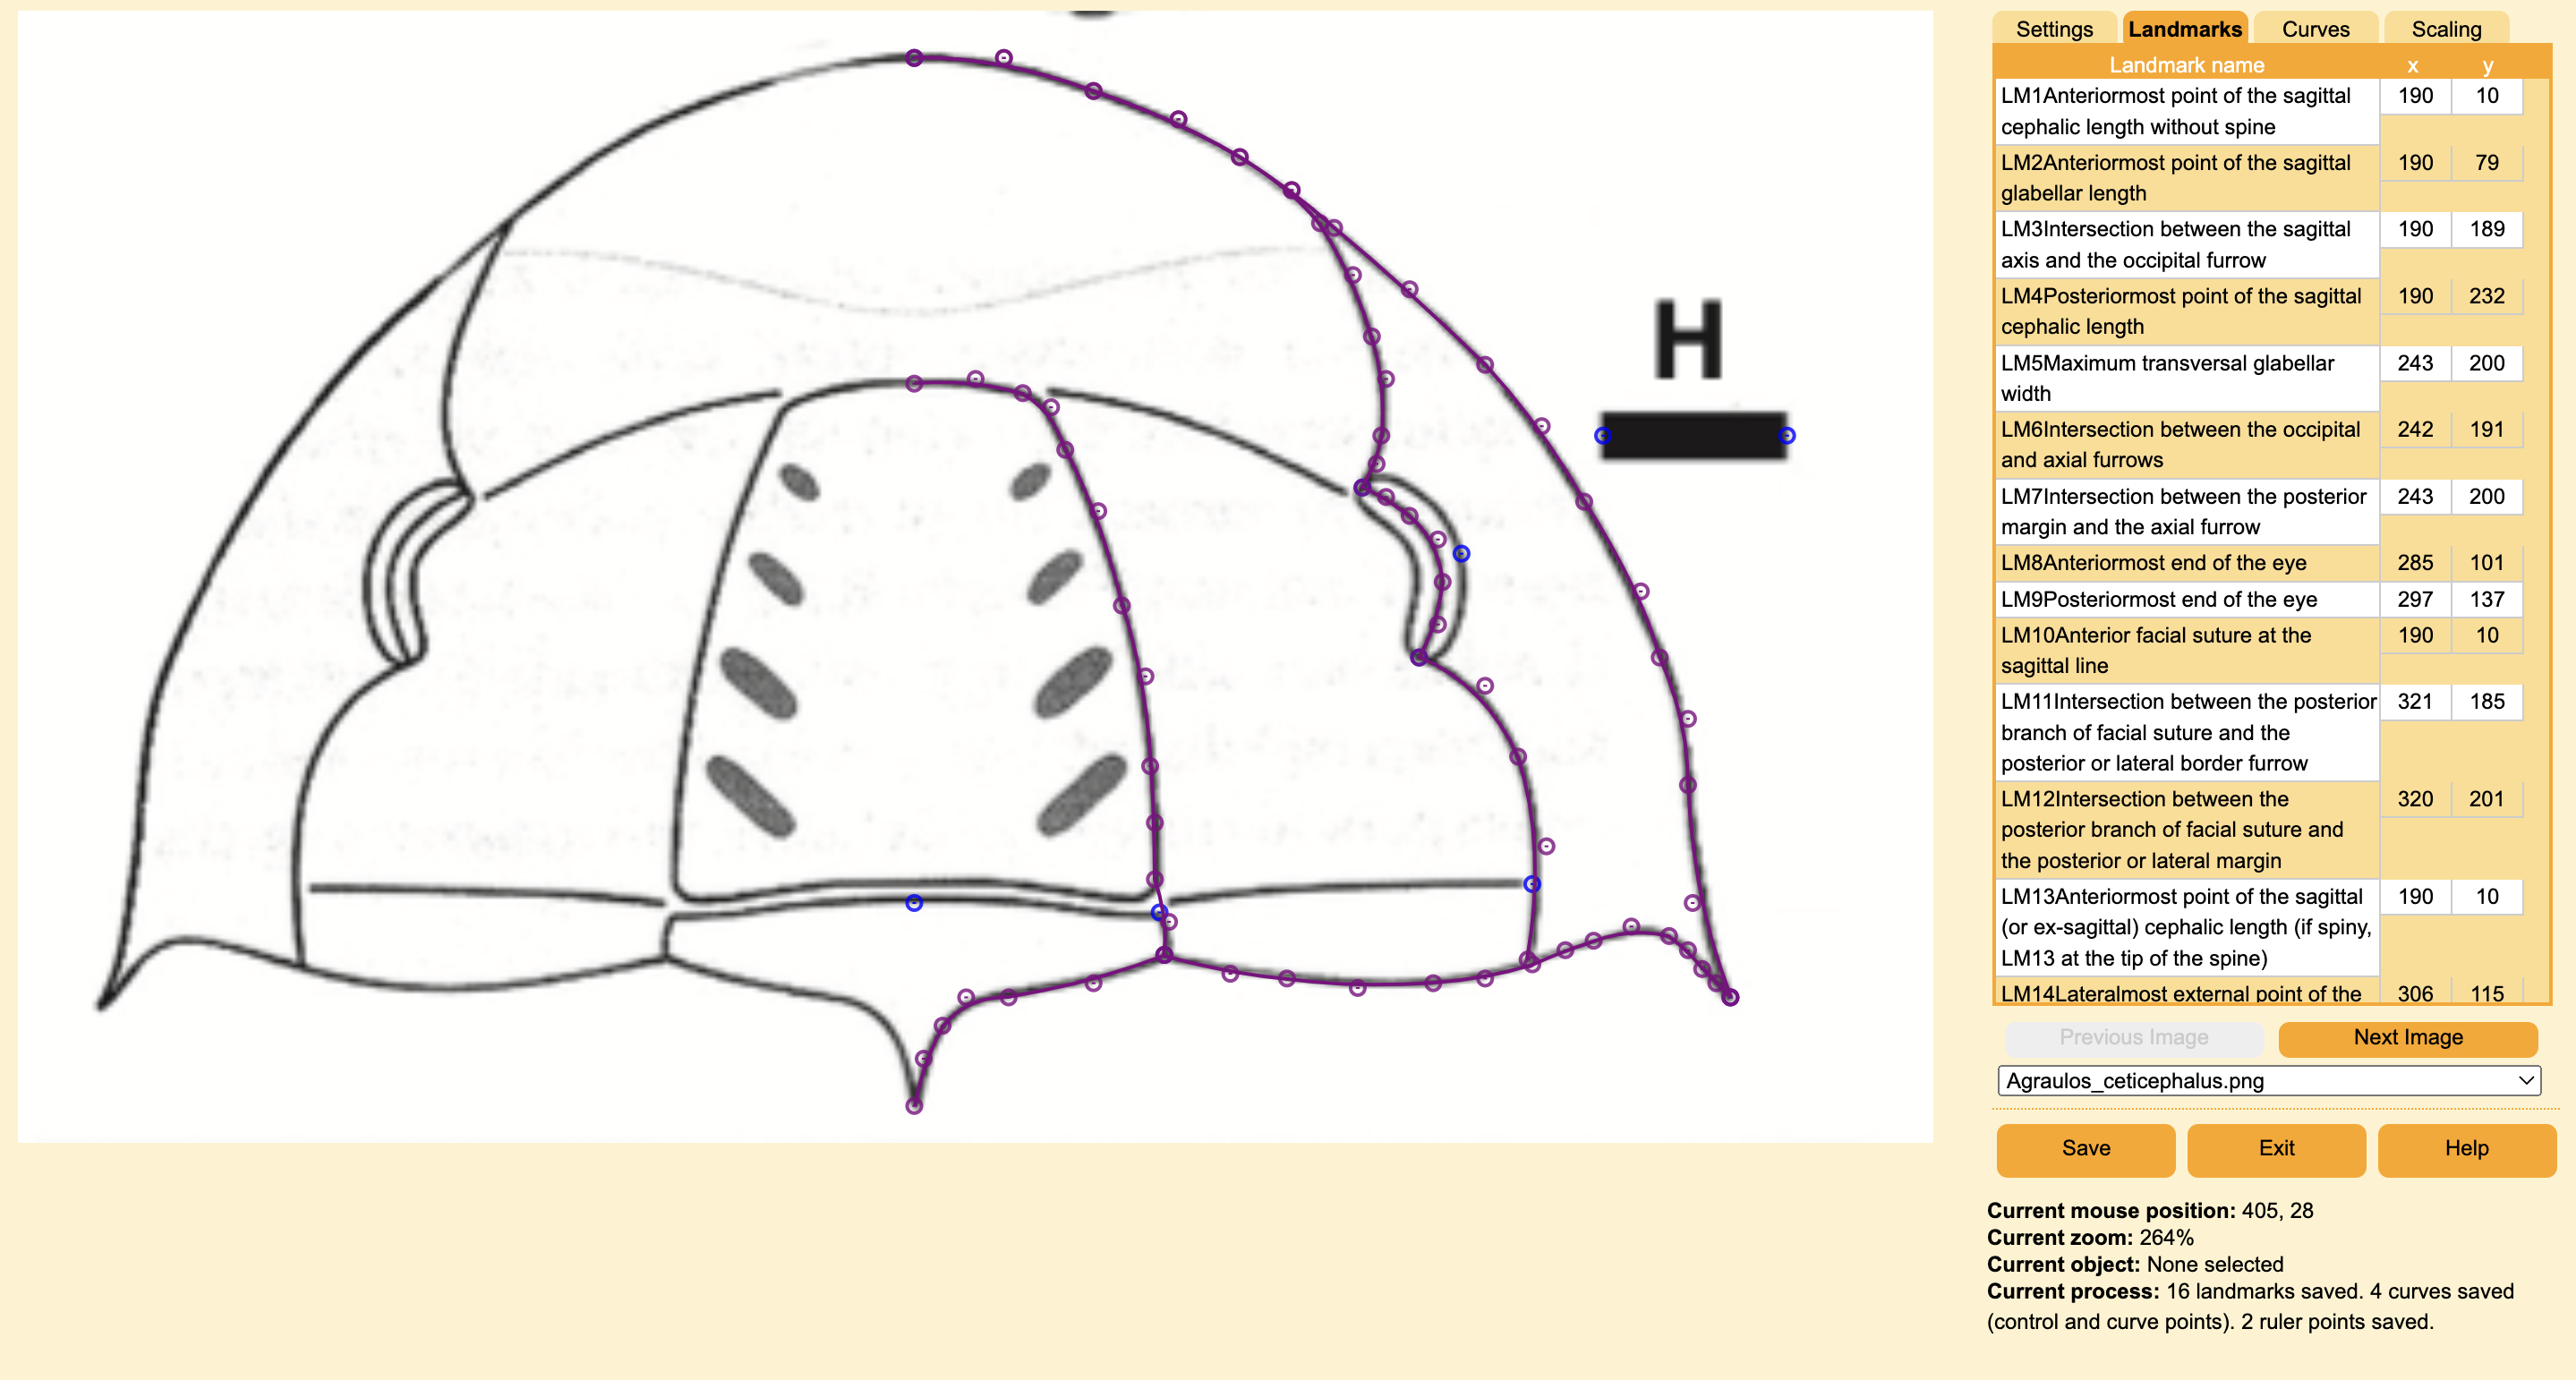 H
Settings Landmarks Curves Scaling
Landmark name x y
LM1Anteriormost point of the sagittal 190 10
cephalic length without spine
LM2Anteriormost point of the sagittal 190 79
glabellar length
LM3Intersection between the sagittal 190 189
axis and the occipital furrow
LM4Posteriormost point of the sagittal 190 232
cephalic length
LM5Maximum transversal glabellar 243 200
width
LM6Intersection between the occipital 242 191
and axial furrows
LM7Intersection between the posterior 243 200
margin and the axial furrow
LM8Anteriormost end of the eye 285 101
LM9Posteriormost end of the eye 297 137
LM10Anterior facial suture at the 190 10
sagittal line
LM11Intersection between the posterior 321 185
branch of facial suture and the
posterior or lateral border furrow
LM12Intersection between the 320 201
posterior branch of facial suture and
the posterior or lateral margin
LM13Anteriormost point of the sagittal 190 10
(or ex-sagittal) cephalic length (if spiny,
LM13 at the tip of the spine)
LM14Lateralmost external point of the 306 115
Previous Image Next Image
Agraulos_ceticephalus.png
Save Exit Help
Current mouse position: 405, 28
Current zoom: 264%
Current object: None selected
Current process: 16 landmarks saved. 4 curves saved
(control and curve points). 2 ruler points saved.